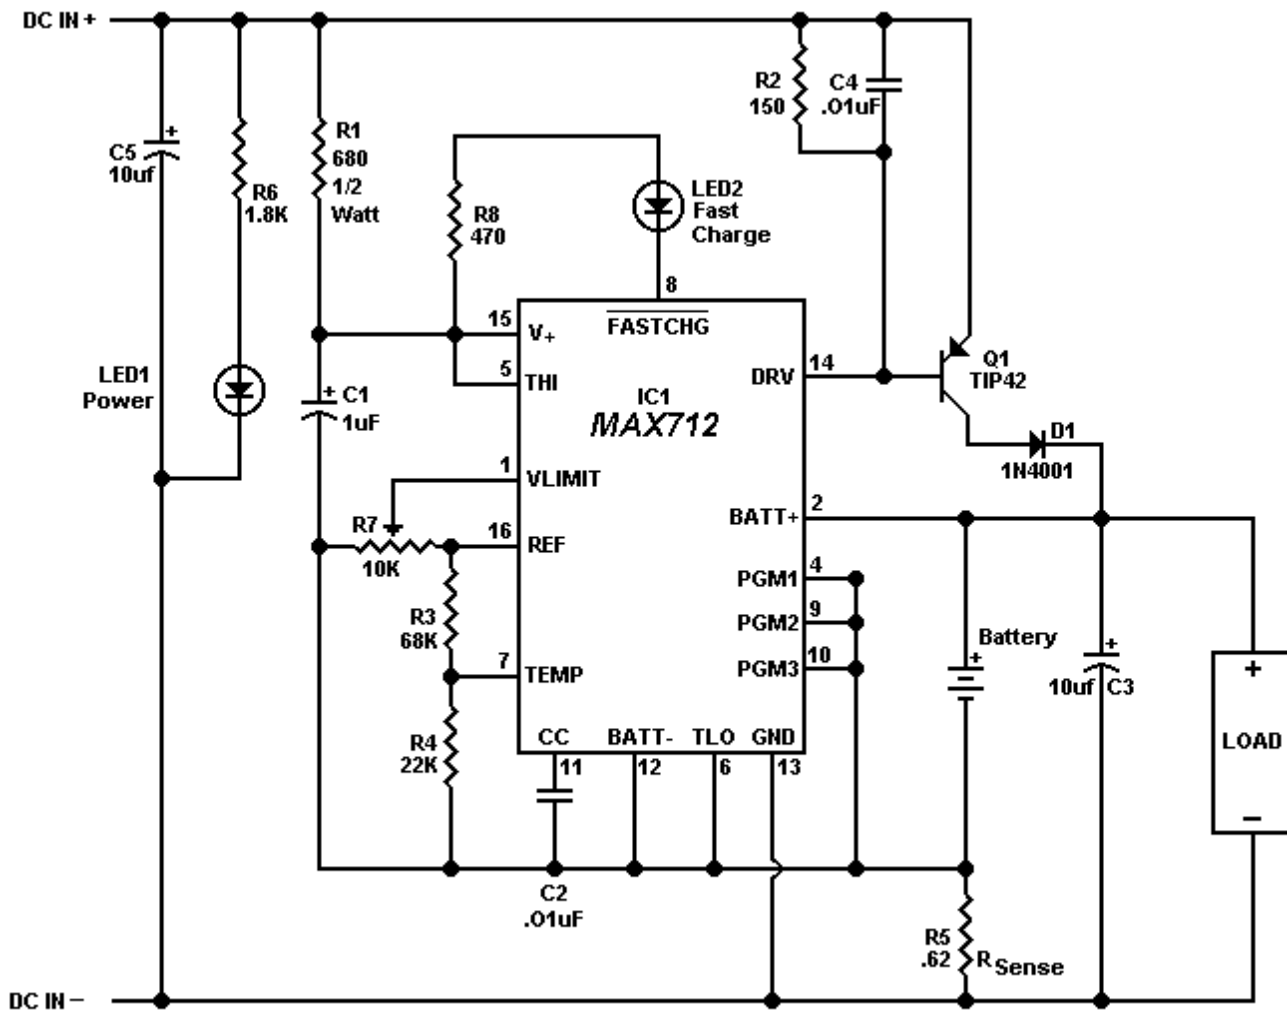 DC IN +
C5
10uf
+
R6
1.8K
LED1
Power
R1
680
1/2
Watt
+
C1
1uF
R8
470
LED2
Fast
Charge
R2
150
C4
.01uF
8
FASTCHG
15
V+
5
THI
IC1
MAX712
DRV
14
Q1
TIP42
D1
1N4001
1
VLIMIT
BATT+
2
R7
10K
16
REF
PGM1
4
PGM2
9
PGM3
10
R3
68K
7
TEMP
R4
22K
CC
BATT-
TLO
GND
11
12
6
13
C2
.01uF
Battery
+
+
10uf C3
+
LOAD
−
R5
.62
R Sense
DC IN −